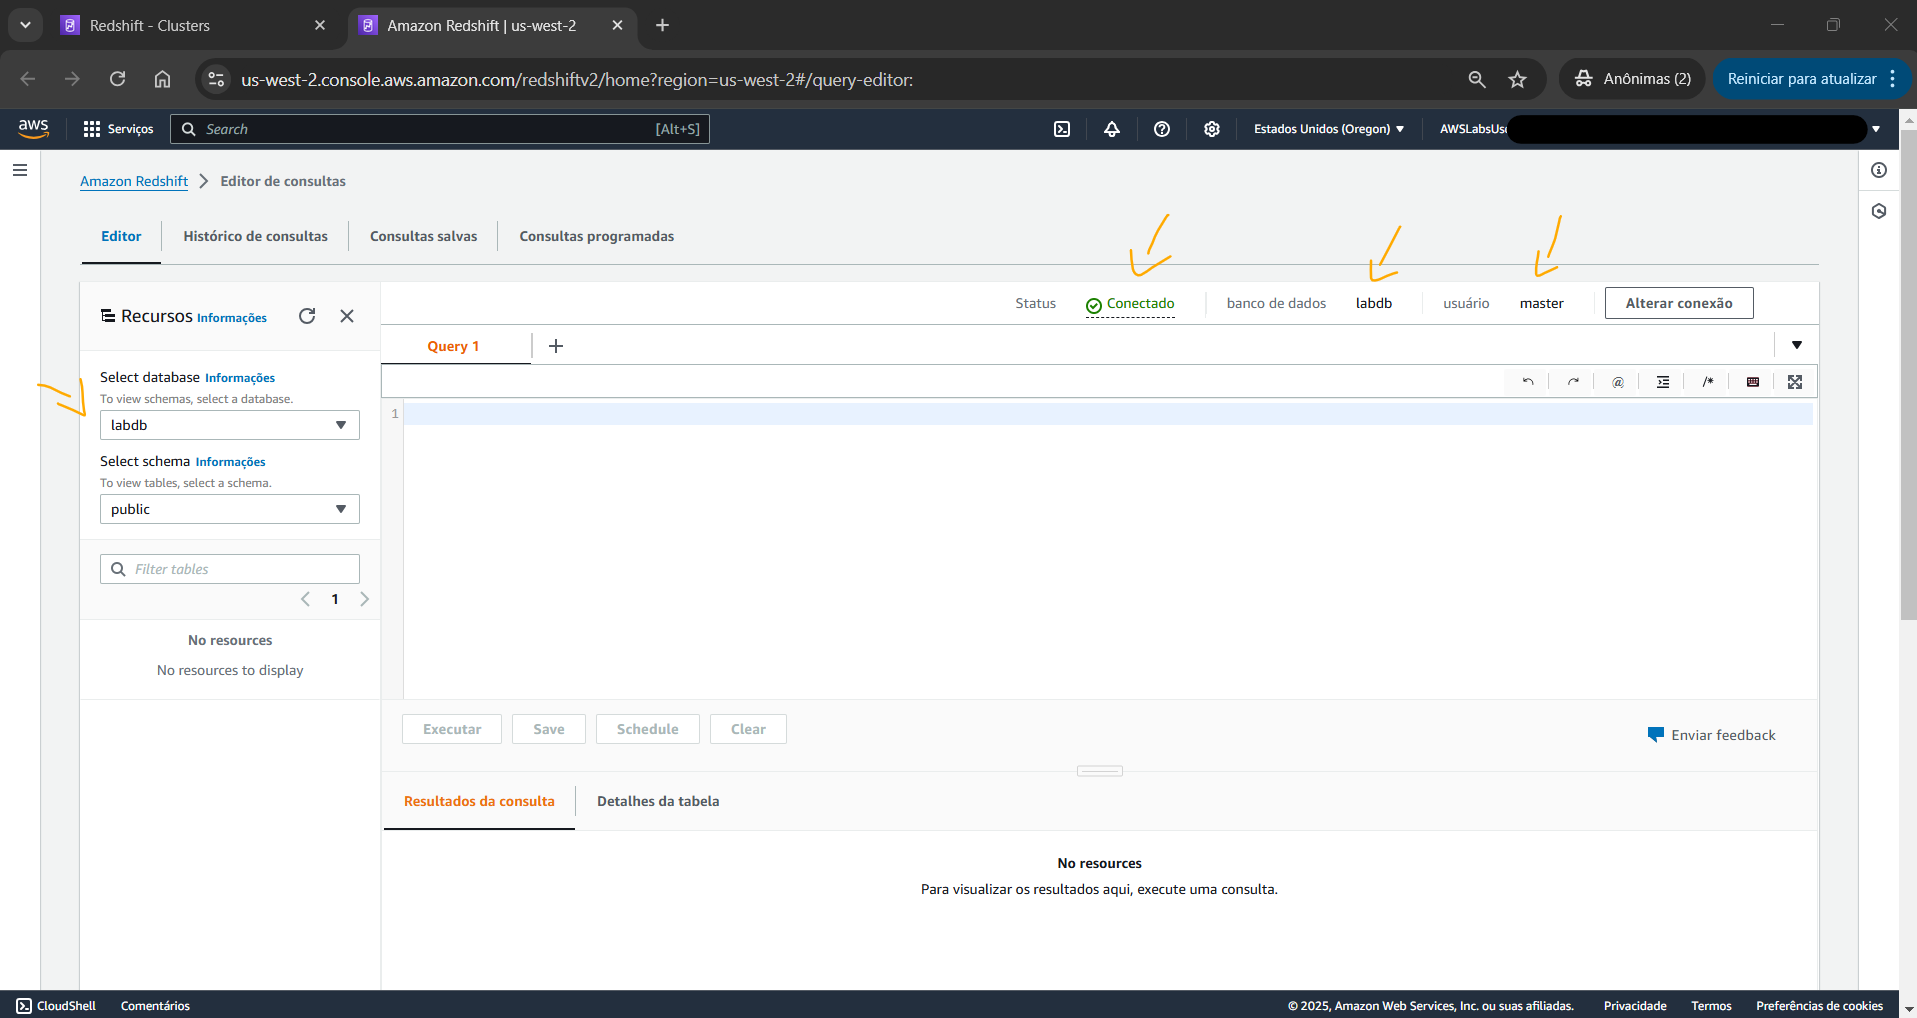 Redshift - Clusters
Amazon Redshift | us-west-2
us-west-2.console.aws.amazon.com/redshiftv2/home?region=us-west-2#/query-editor:
Anônimas (2)
Reiniciar para atualizar
aws
Serviços
Search
[Alt+S]
Estados Unidos (Oregon)
AWSLabsUse
Amazon Redshift
Editor de consultas
Editor
Histórico de consultas
Consultas salvas
Consultas programadas
Recursos Informações
Status
Conectado
banco de dados
labdb
usuário
master
Alterar conexão
Query 1
Select database Informações
To view schemas, select a database.
labdb
Select schema Informações
To view tables, select a schema.
public
Filter tables
1
No resources
No resources to display
@
/*
1
Executar
Save
Schedule
Clear
Enviar feedback
Resultados da consulta
Detalhes da tabela
No resources
Para visualizar os resultados aqui, execute uma consulta.
CloudShell
Comentários
© 2025, Amazon Web Services, Inc. ou suas afiliadas.
Privacidade
Termos
Preferências de cookies